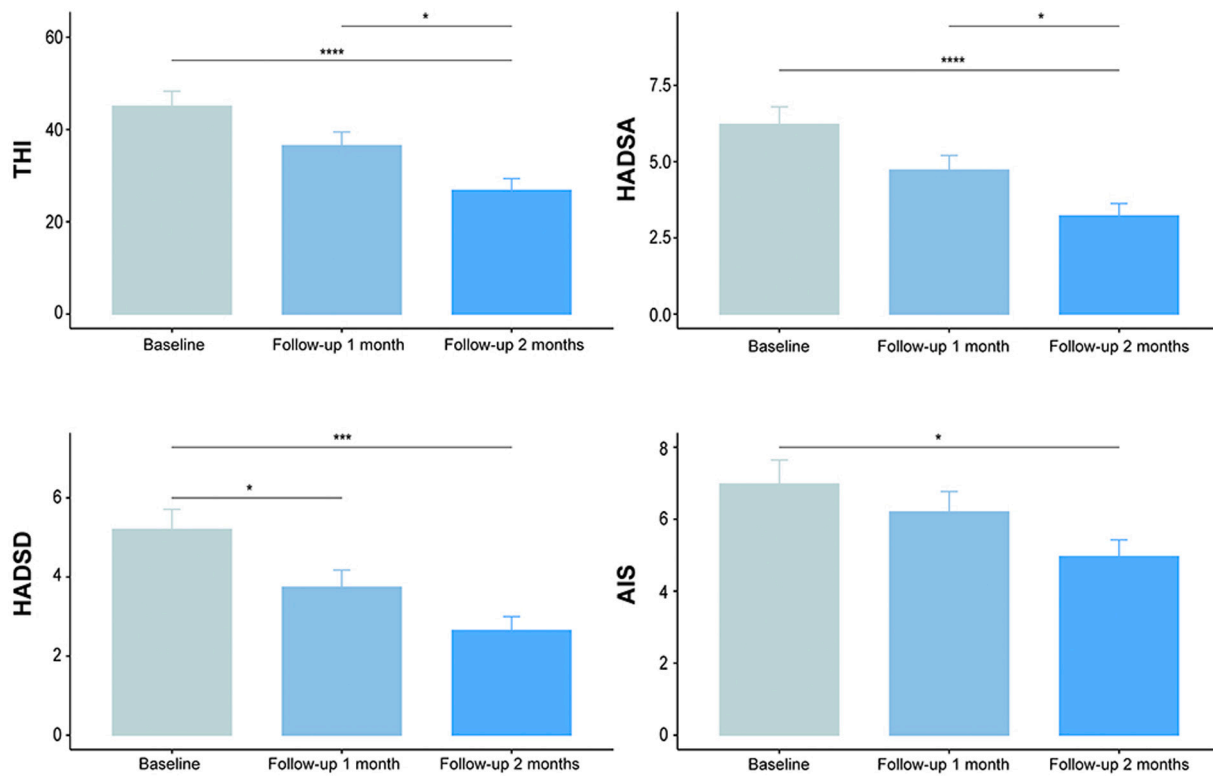 THI
60
40
20
0
*
****
Baseline
Follow-up 1 month
Follow-up 2 months
HADSA
7.5
5.0
2.5
0.0
*
****
Baseline
Follow-up 1 month
Follow-up 2 months
HADSD
6
4
2
0
***
*
Baseline
Follow-up 1 month
Follow-up 2 months
AIS
8
6
4
2
0
*
Baseline
Follow-up 1 month
Follow-up 2 months